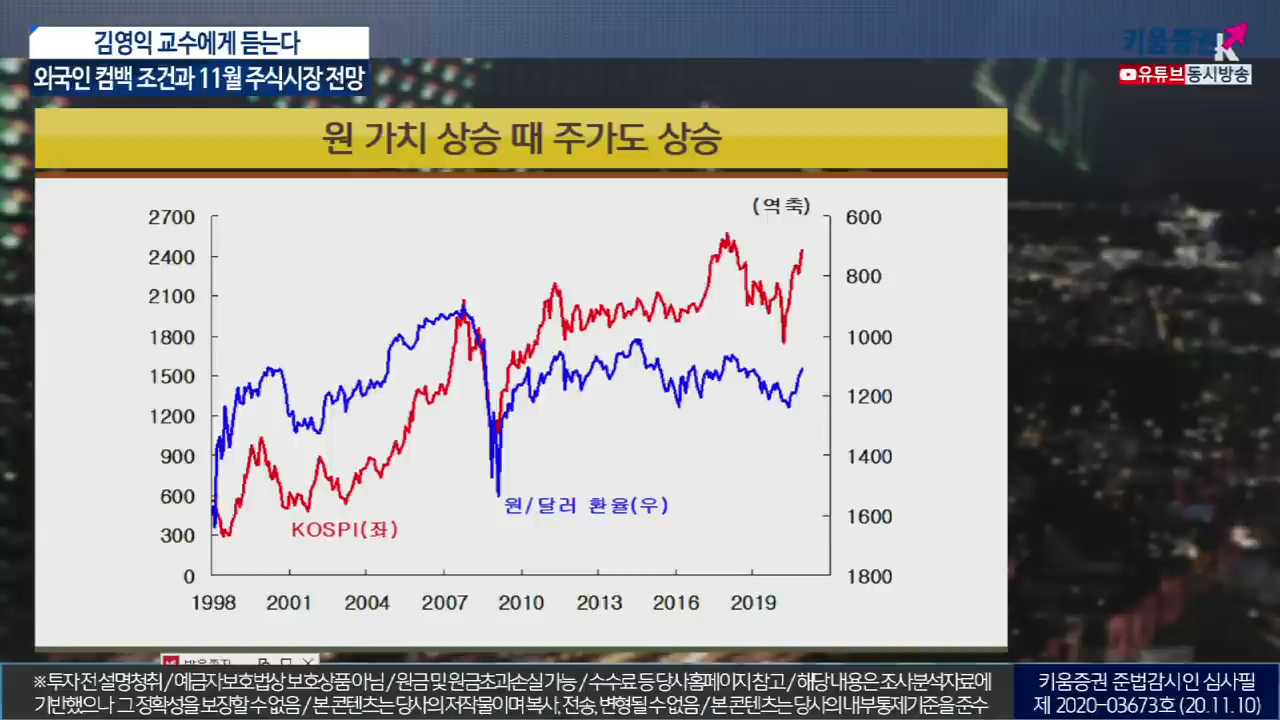 김영익 교수에게 듣는다
외국인 컴백 조건과 11월 주식시장 전망
키움증권
유튜브동시방송
원 가치 상승 때 주가도 상승
(역축)
2700 600
2400 800
2100
1800 1000
1500
1200 1200
900 1400
600
300 1600
0 1800
원/달러 환율(우)
KOSPI(좌)
1998 2001 2004 2007 2010 2013 2016 2019
※투자 전 설명청취 / 예금자보호법상 보호상품 아님 / 원금 및 원금초과손실 가능 / 수수료 등 당사홈페이지 참고 / 해당 내용은 조사분석자료에
기반했으나 그 정확성을 보장할 수 없음 / 본 콘텐츠는 당사의 저작물이며 복사, 전송, 변형될 수 없음 / 본 콘텐츠는 당사의 내부통제기준을 준수
키움증권 준법감시인 심사필
제 2020-03673호 (20.11.10)